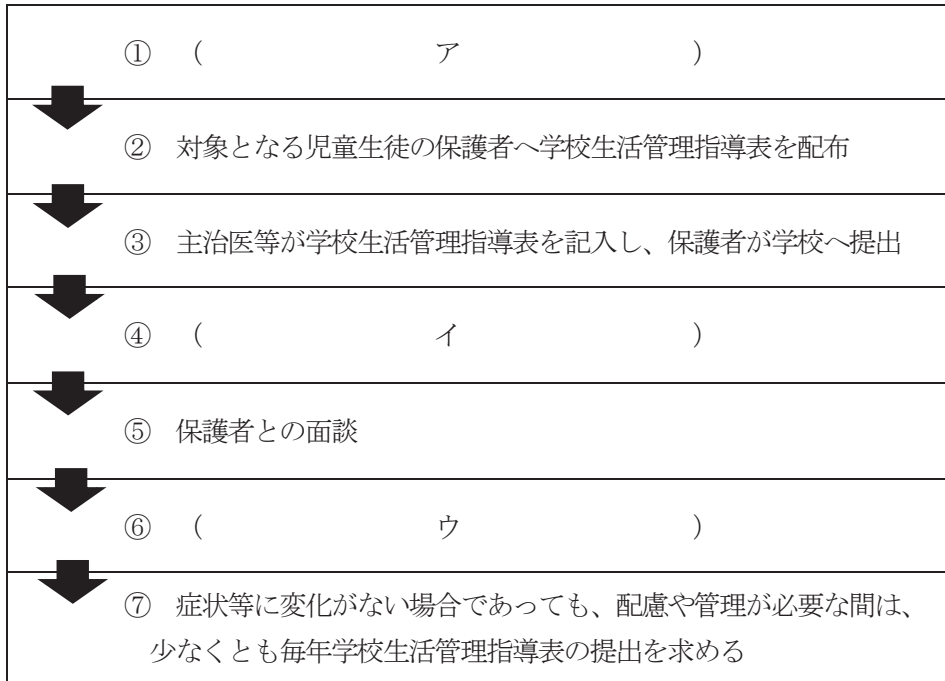 ① （　　　　　　ア　　　　　　）
② 対象となる児童生徒の保護者へ学校生活管理指導表を配布
③ 主治医等が学校生活管理指導表を記入し、保護者が学校へ提出
④ （　　　　　　イ　　　　　　）
⑤ 保護者との面談
⑥ （　　　　　　ウ　　　　　　）
⑦ 症状等に変化がない場合であっても、配慮や管理が必要な間は、
少なくとも毎年学校生活管理指導表の提出を求める